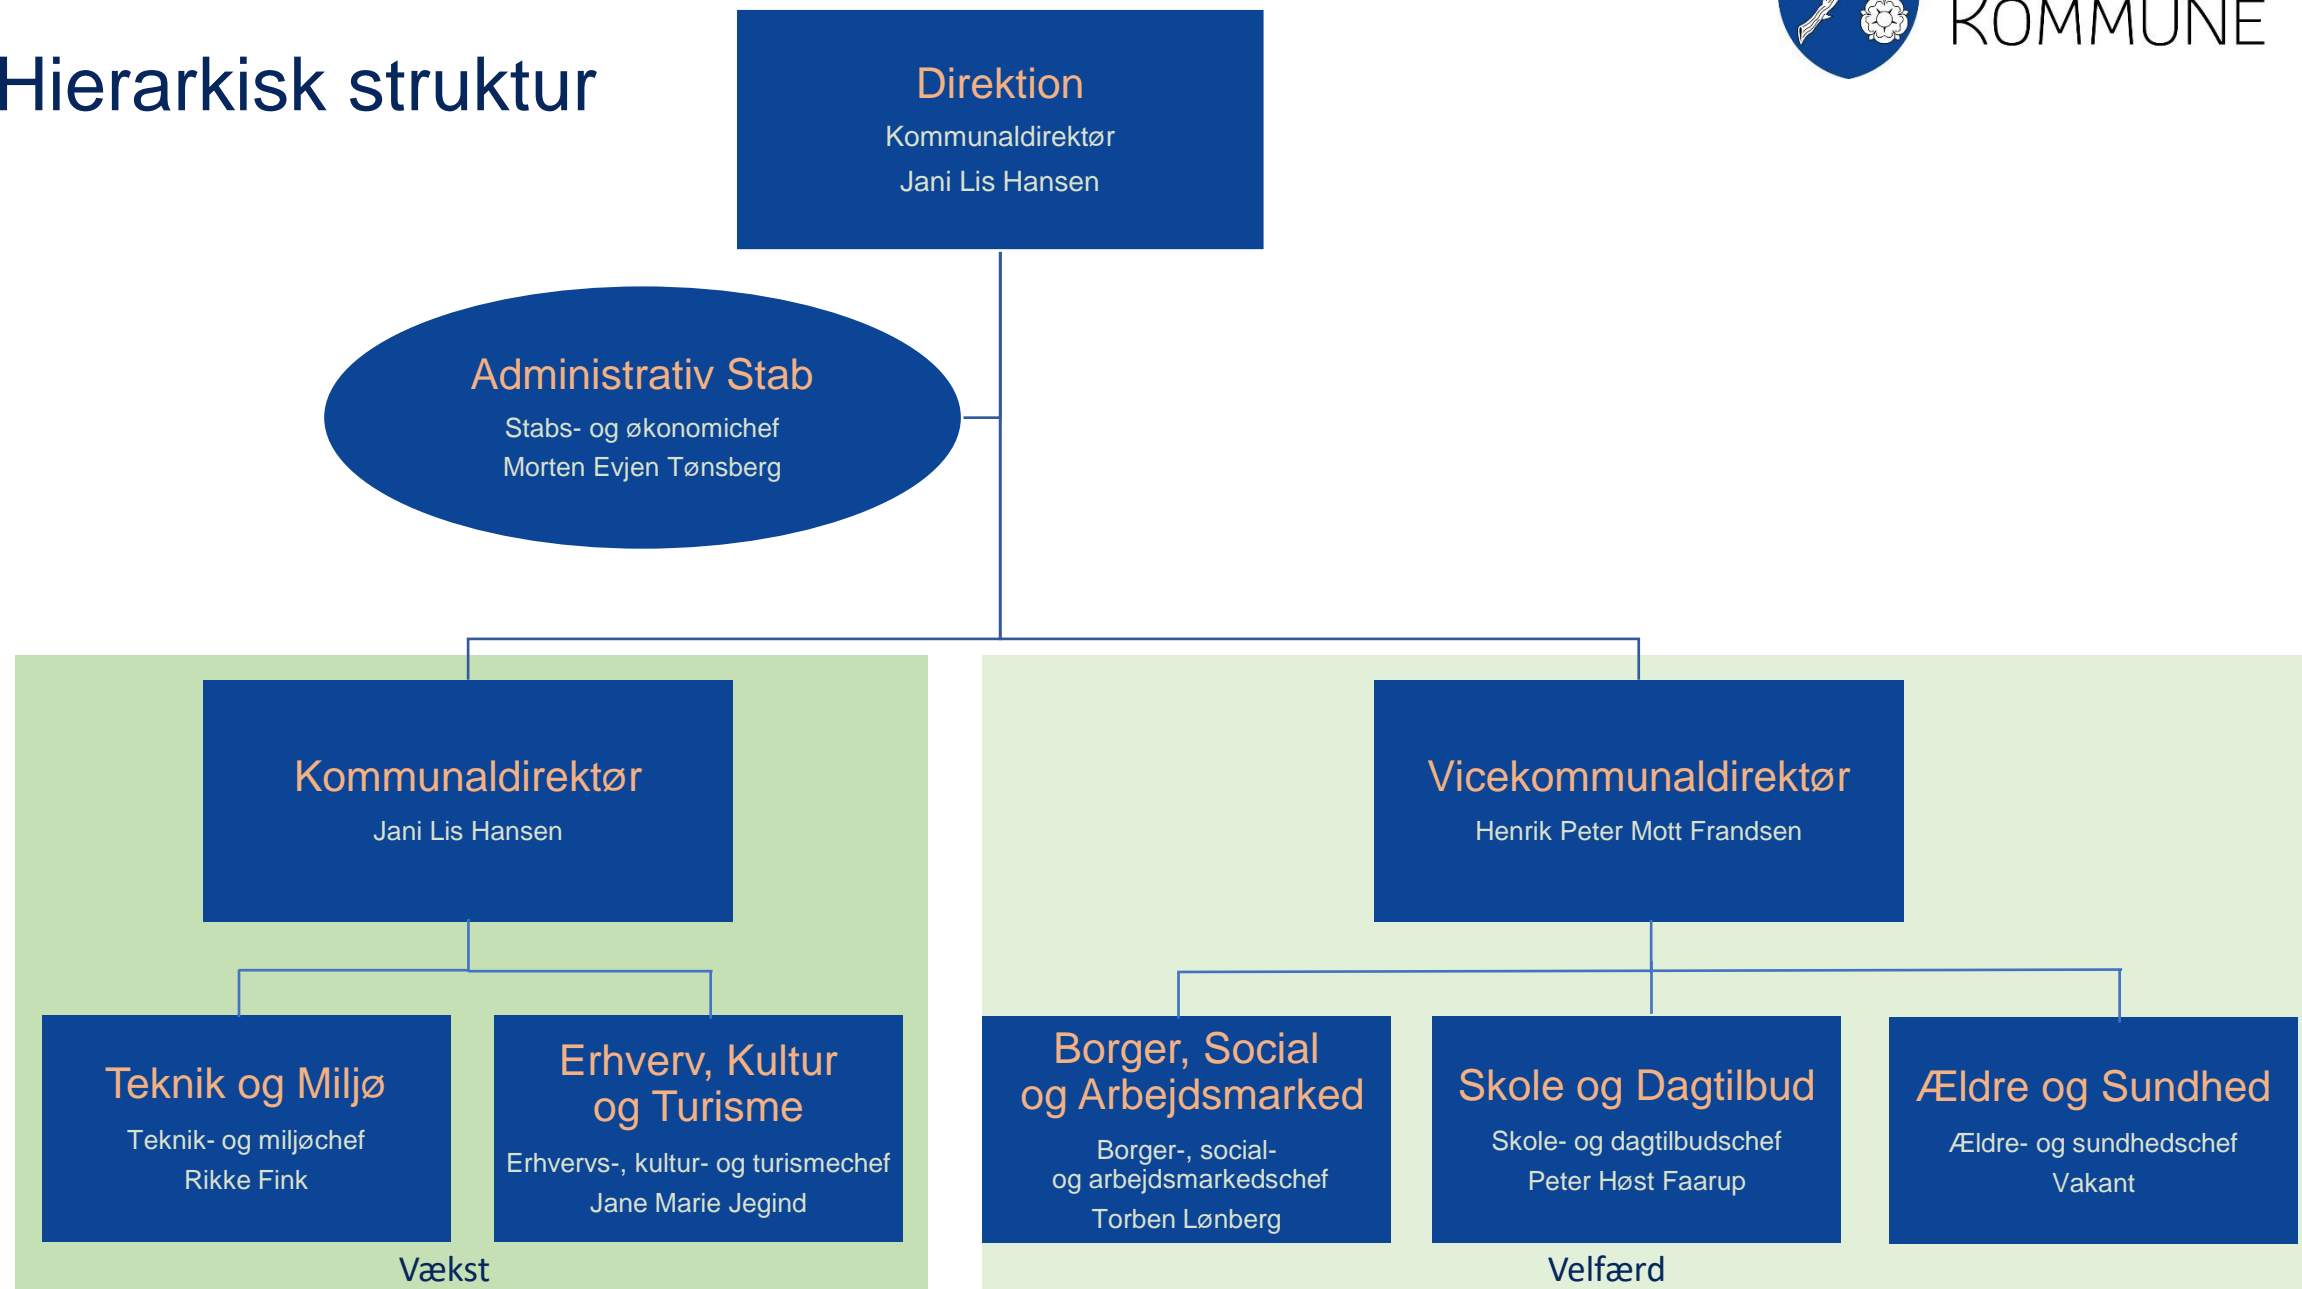 KOMMUNE
Hierarkisk struktur
Direktion
Kommunaldirektør
Jani Lis Hansen
Administrativ Stab
Stabs- og økonomichef
Morten Evjen Tønsberg
Kommunaldirektør
Jani Lis Hansen
Vicekommunaldirektør
Henrik Peter Mott Frandsen
Teknik og Miljø
Teknik- og miljøchef
Rikke Fink
Erhverv, Kultur
og Turisme
Erhvervs-, kultur- og turismechef
Jane Marie Jegind
Borger, Social
og Arbejdsmarked
Borger-, social-
og arbejdsmarkedschef
Torben Lønberg
Skole og Dagtilbud
Skole- og dagtilbudschef
Peter Høst Faarup
Ældre og Sundhed
Ældre- og sundhedschef
Vakant
Vækst
Velfærd